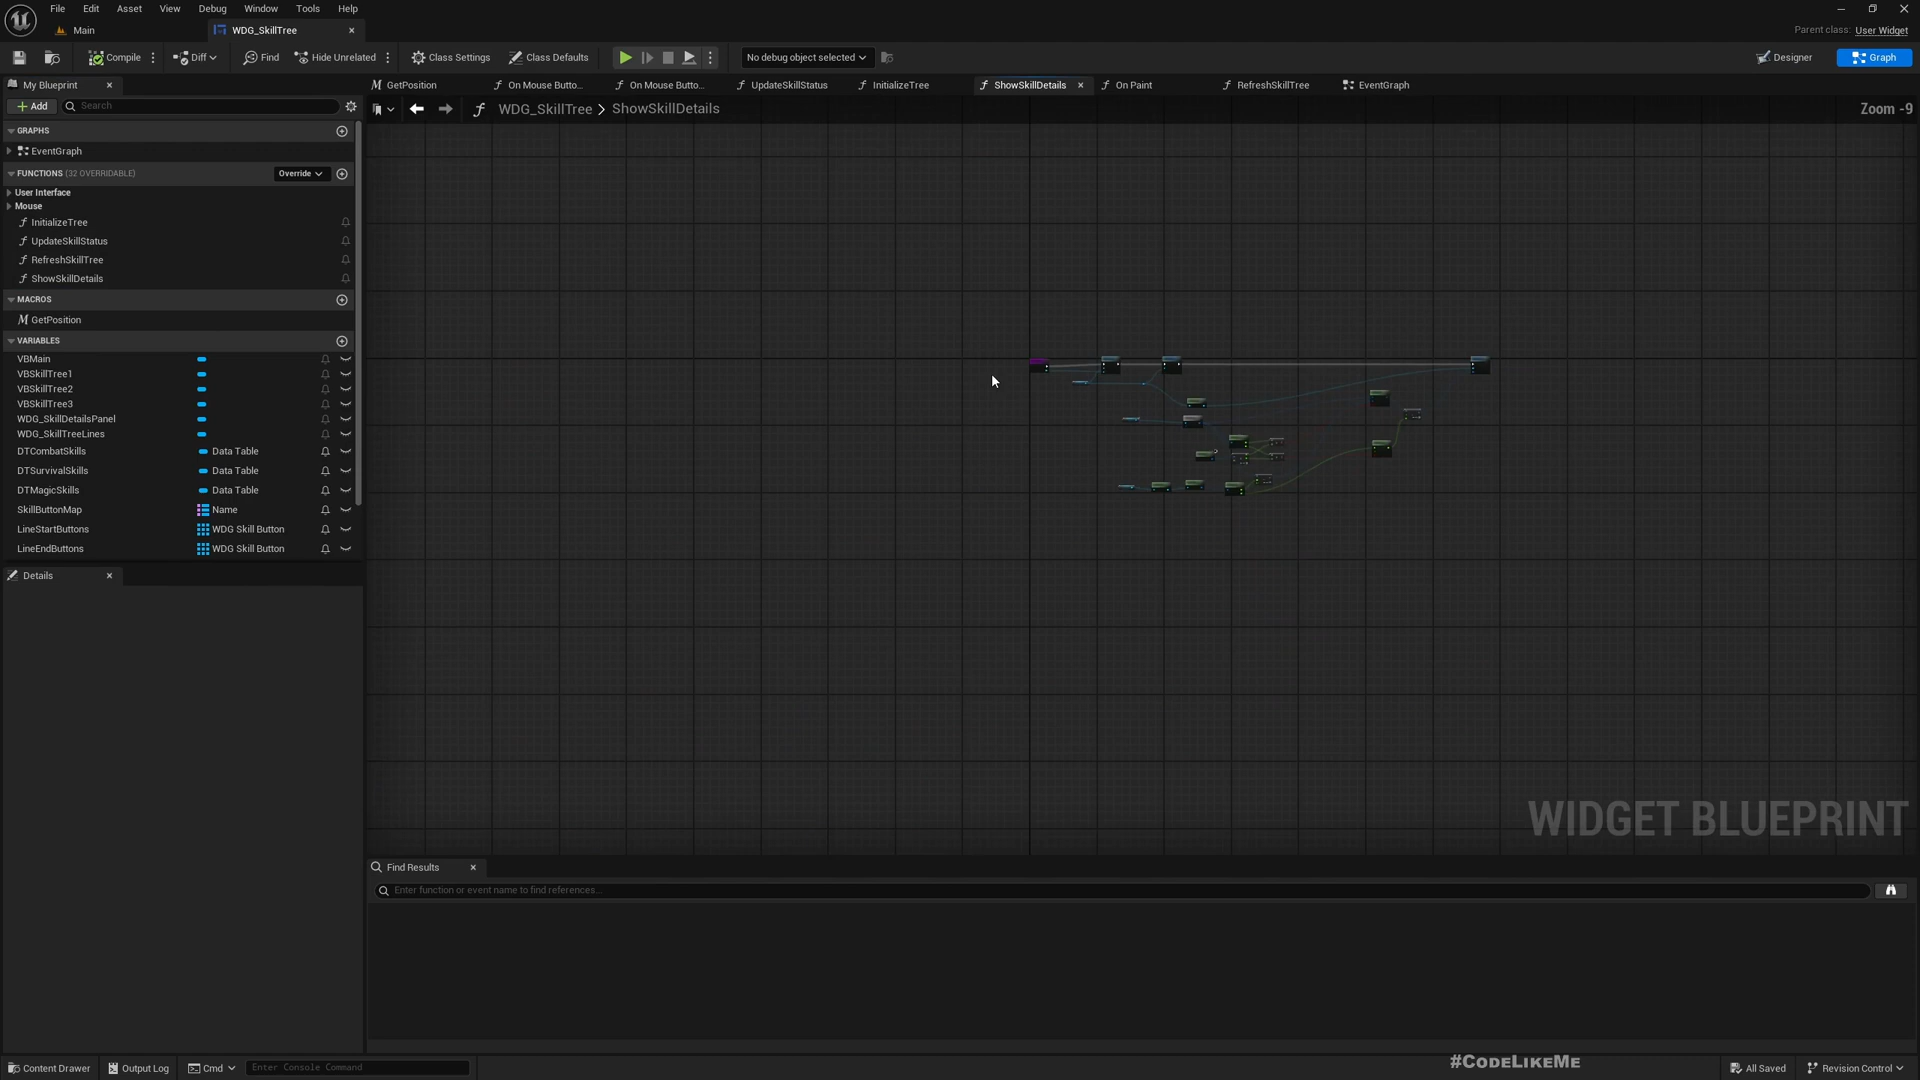 File Edit Asset View Debug Window Tools Help
Main
WDG_SkillTree
Parent class: User Widget
Compile
Diff
Find
Hide Unrelated
Class Settings
Class Defaults
No debug object selected
Designer
Graph
My Blueprint
GetPosition
On Mouse Butto...
On Mouse Butto...
UpdateSkillStatus
InitializeTree
ShowSkillDetails
On Paint
RefreshSkillTree
EventGraph
Add
Search
WDG_SkillTree > ShowSkillDetails
Zoom -9
GRAPHS
EventGraph
FUNCTIONS (32 OVERRIDABLE)
Override
User Interface
Mouse
InitializeTree
UpdateSkillStatus
RefreshSkillTree
ShowSkillDetails
MACROS
GetPosition
VARIABLES
VBMain
VBSkillTree1
VBSkillTree2
VBSkillTree3
WDG_SkillDetailsPanel
WDG_SkillTreeLines
DTCombatSkills Data Table
DTSurvivalSkills Data Table
DTMagicSkills Data Table
SkillButtonMap Name
LineStartButtons WDG Skill Button
LineEndButtons WDG Skill Button
Details
WIDGET BLUEPRINT
Find Results
Enter function or event name to find references...
Content Drawer
Output Log
Cmd
Enter Console Command
#CODELIKEME
All Saved
Revision Control